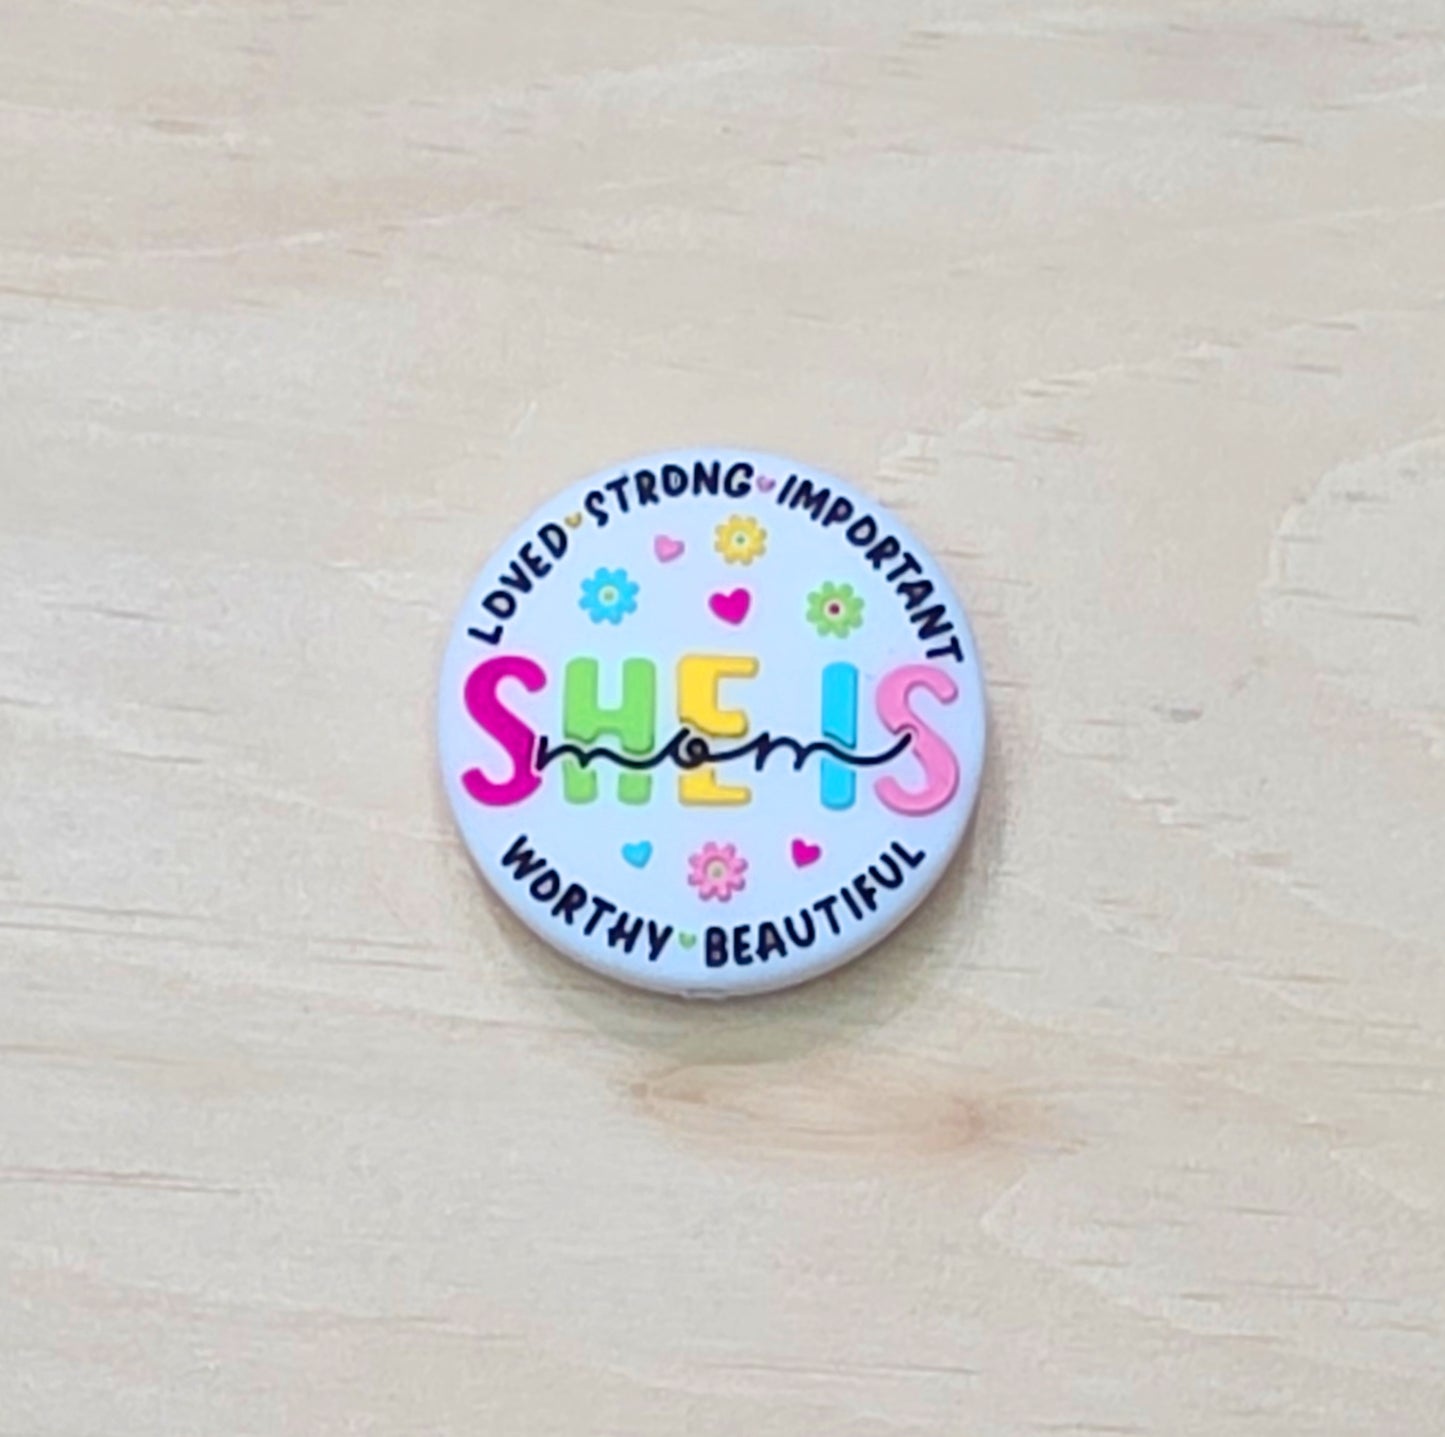 LOVED STRONG IMPORTANT
SHE IS
mom
WORTHY BEAUTIFUL